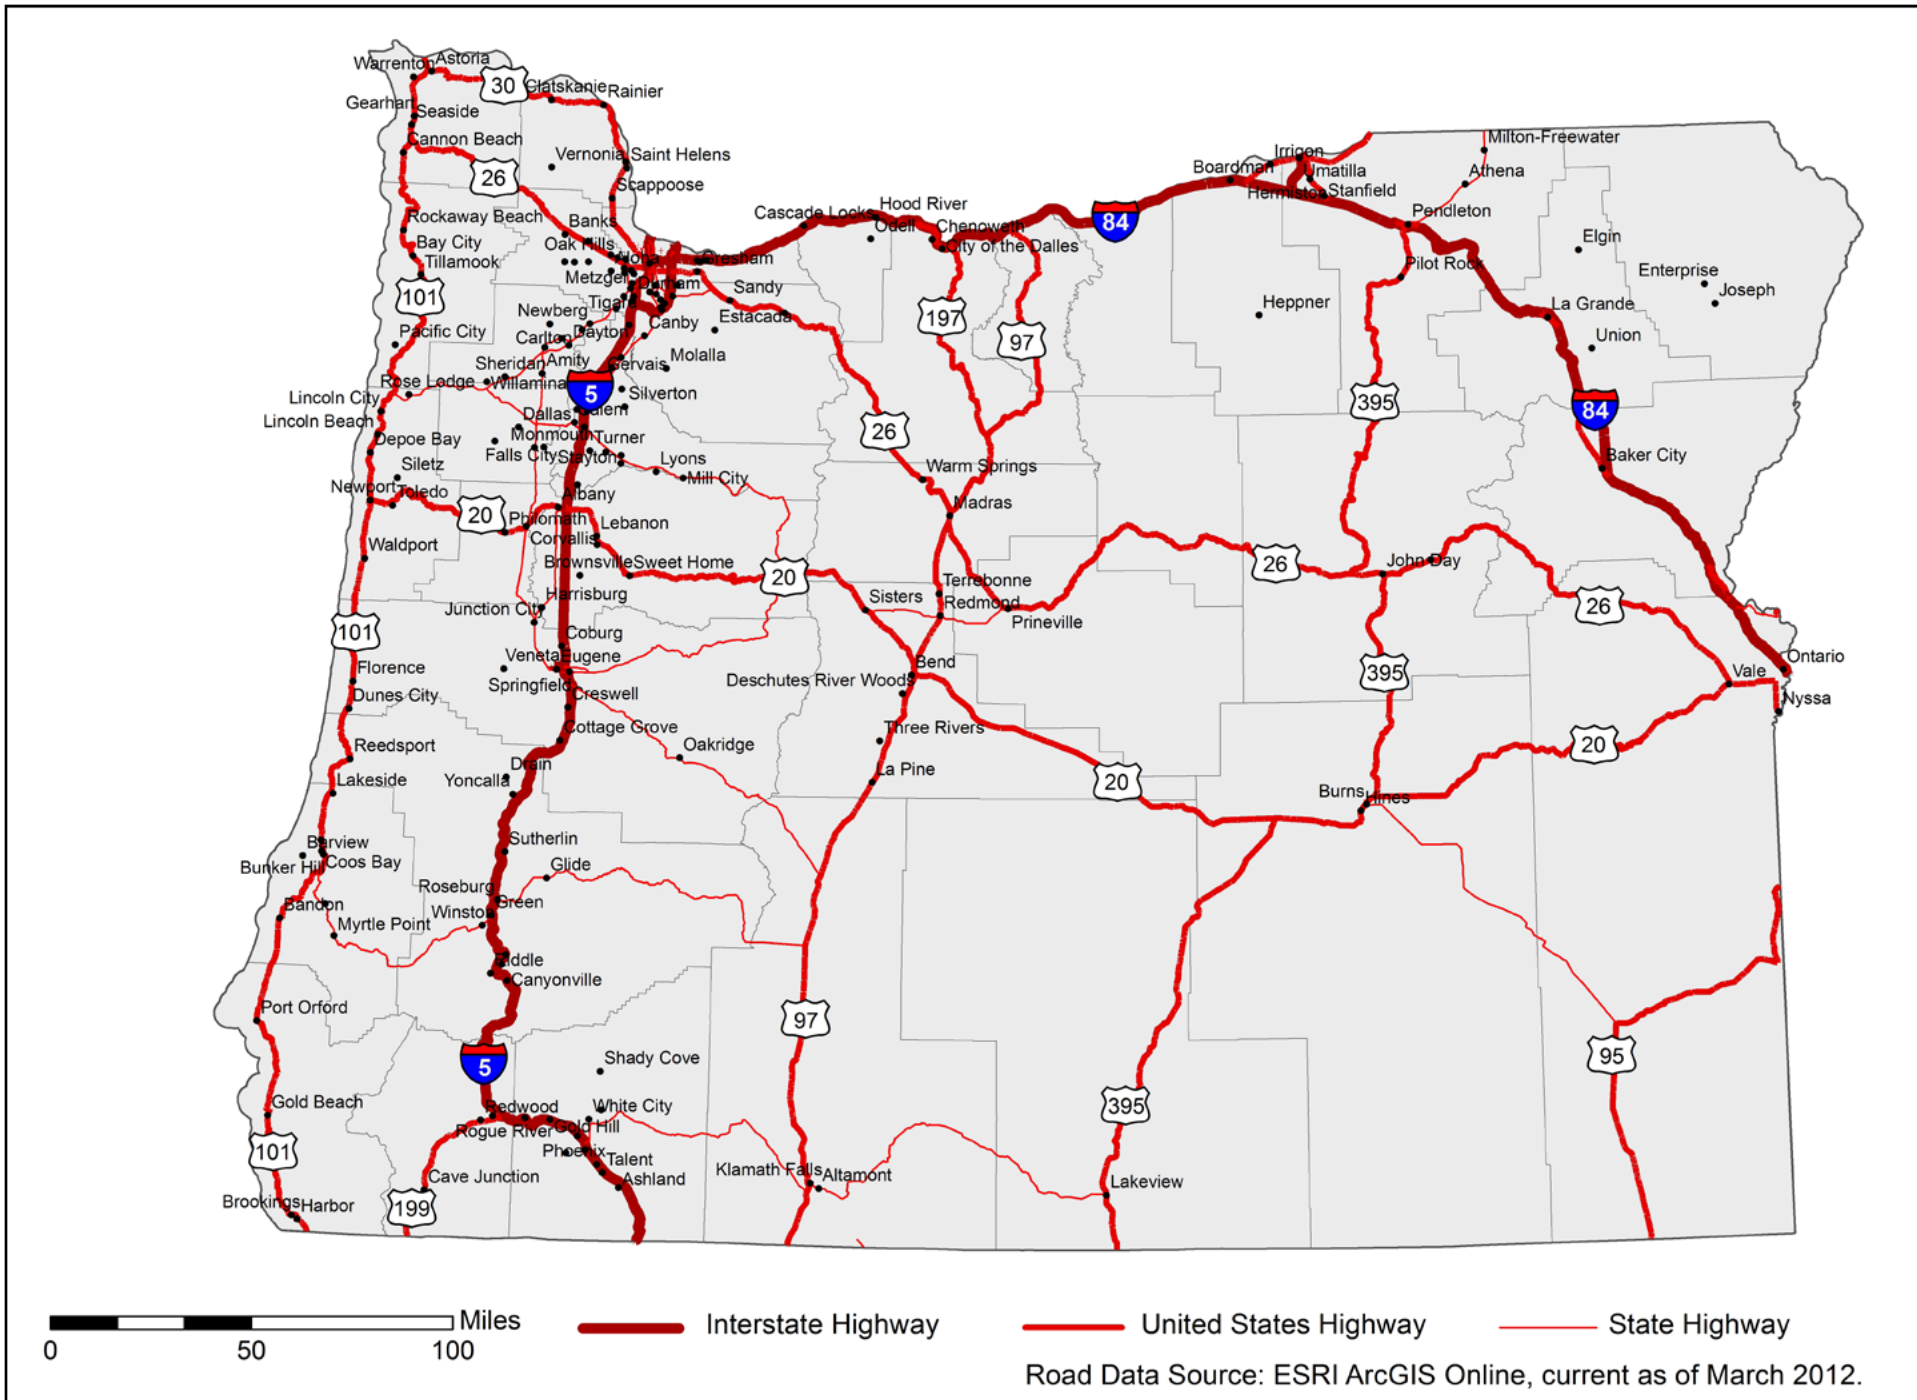 Warrenton
Astoria
30
Clatskanie
Rainier
Gearhart
Seaside
Cannon Beach
26
Vernonia
Saint Helens
Scappoose
Rockaway Beach
Banks
Bay City
Oak Hills
Tillamook
Aloha
Gresham
Metzger
Durham
101
Tigard
Sandy
Newberg
Estacada
Pacific City
Carlton
Dayton
Canby
Sheridan
Amity
Gervais
Molalla
Rose Lodge
Willamina
5
Silverton
Lincoln City
Lincoln Beach
Dallas
Salem
Depoe Bay
Monmouth
Turner
Falls City
Stayton
Lyons
Siletz
Mill City
Newport
Toledo
Albany
20
Philomath
Lebanon
Corvallis
Waldport
Brownsville
Sweet Home
20
Junction City
Harrisburg
101
Coburg
Veneta
Eugene
Florence
Springfield
Dunes City
Creswell
Cottage Grove
Reedsport
Oakridge
Drain
Lakeside
Yoncalla
Barview
Sutherlin
Bunker Hill
Coos Bay
Glide
Roseburg
Bandon
Winston
Green
Myrtle Point
Riddle
Canyonville
Port Orford
5
Shady Cove
Gold Beach
Redwood
White City
Rogue River
Gold Hill
101
Phoenix
Talent
Cave Junction
Ashland
Brookings
Harbor
199
Cascade Locks
Hood River
Odell
Chenoweth
City of the Dalles
84
197
97
26
Warm Springs
Madras
Terrebonne
Sisters
Redmond
Prineville
Bend
Deschutes River Woods
Three Rivers
La Pine
20
97
Klamath Falls
Altamont
395
Lakeview
Boardman
Irrigon
Umatilla
Hermiston
Stanfield
Milton-Freewater
Athena
Pendleton
Pilot Rock
Heppner
Elgin
Enterprise
Joseph
La Grande
Union
395
84
Baker City
26
John Day
26
395
Ontario
Vale
Nyssa
20
Burns
Hines
95
Miles
0
50
100
Interstate Highway
United States Highway
State Highway
Road Data Source: ESRI ArcGIS Online, current as of March 2012.